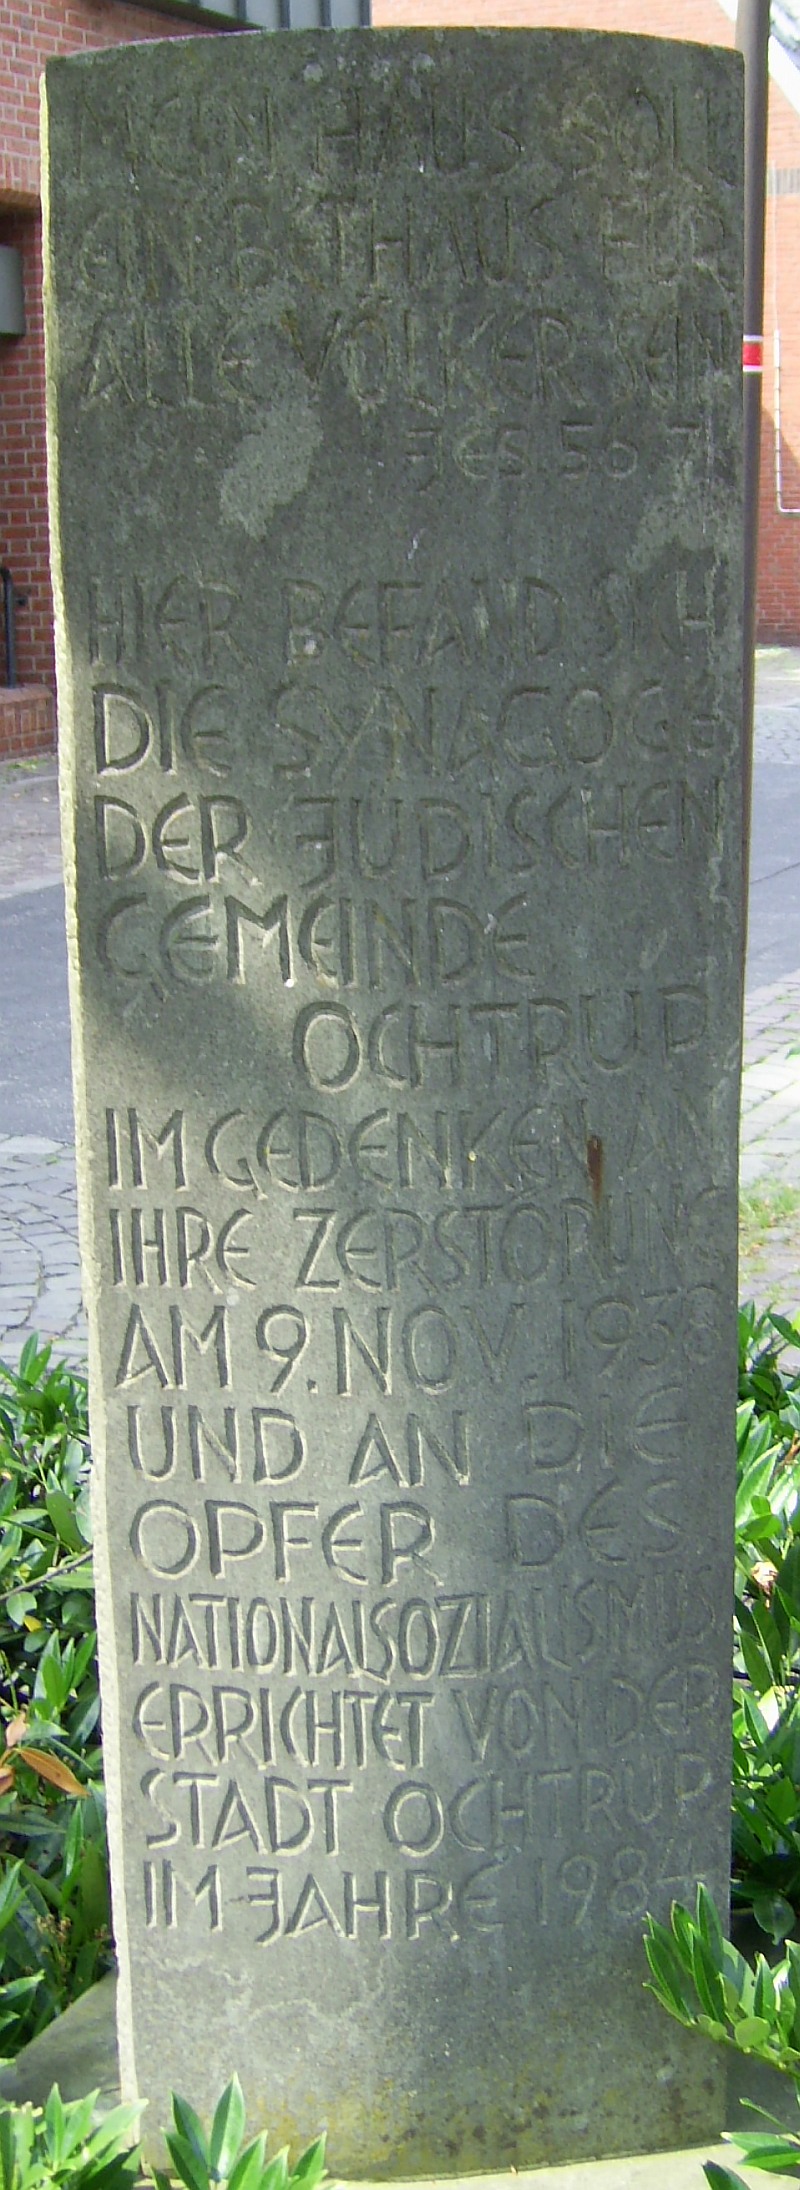 MEIN HAUS SOLL
EIN BETHAUS FÜR
ALLE VÖLKER SEIN
JES. 56 7
HIER BEFAND SICH
DIE SYNAGOGE
DER JÜDISCHEN
GEMEINDE
OCHTRUP
IM GEDENKEN AN
IHRE ZERSTÖRUNG
AM 9. NOV. 1938
UND AN DIE
OPFER DES
NATIONALSOZIALISMUS
ERRICHTET VON DER
STADT OCHTRUP
IM JAHRE 1984